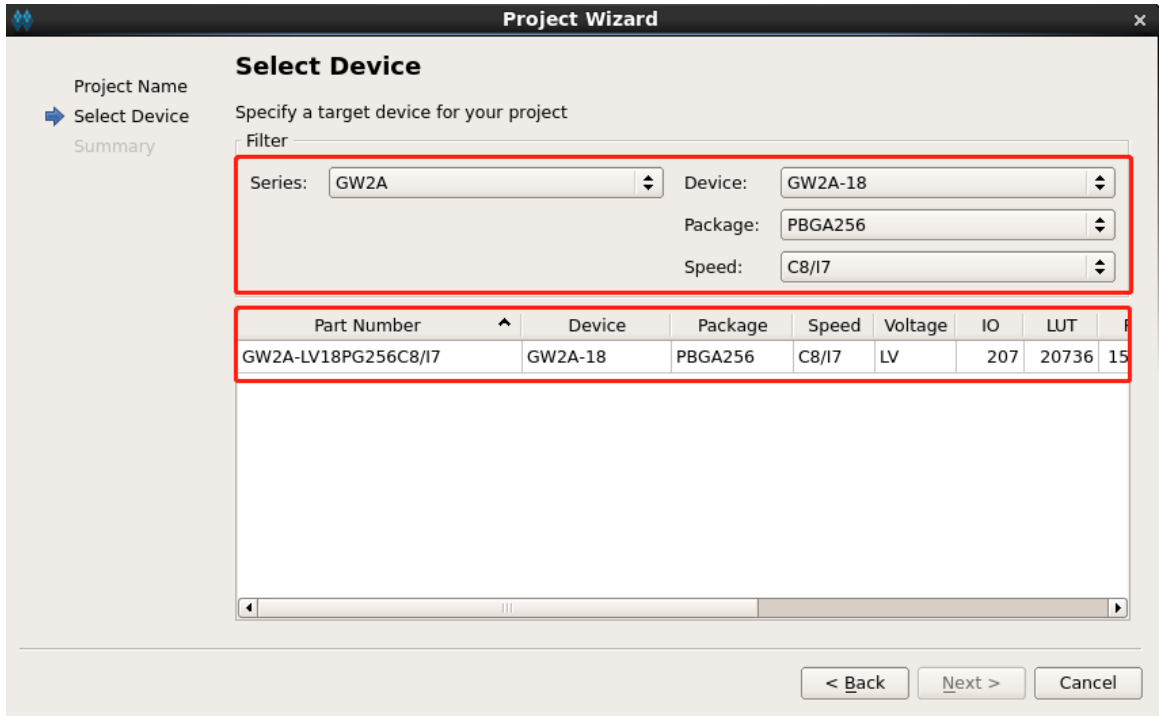 Project Wizard
Project Name
Select Device
Summary
Select Device
Specify a target device for your project
Filter
Series: GW2A Device: GW2A-18
Package: PBGA256
Speed: C8/I7
Part Number Device Package Speed Voltage IO LUT
GW2A-LV18PG256C8/I7 GW2A-18 PBGA256 C8/I7 LV 207 20736 15
< Back Next > Cancel